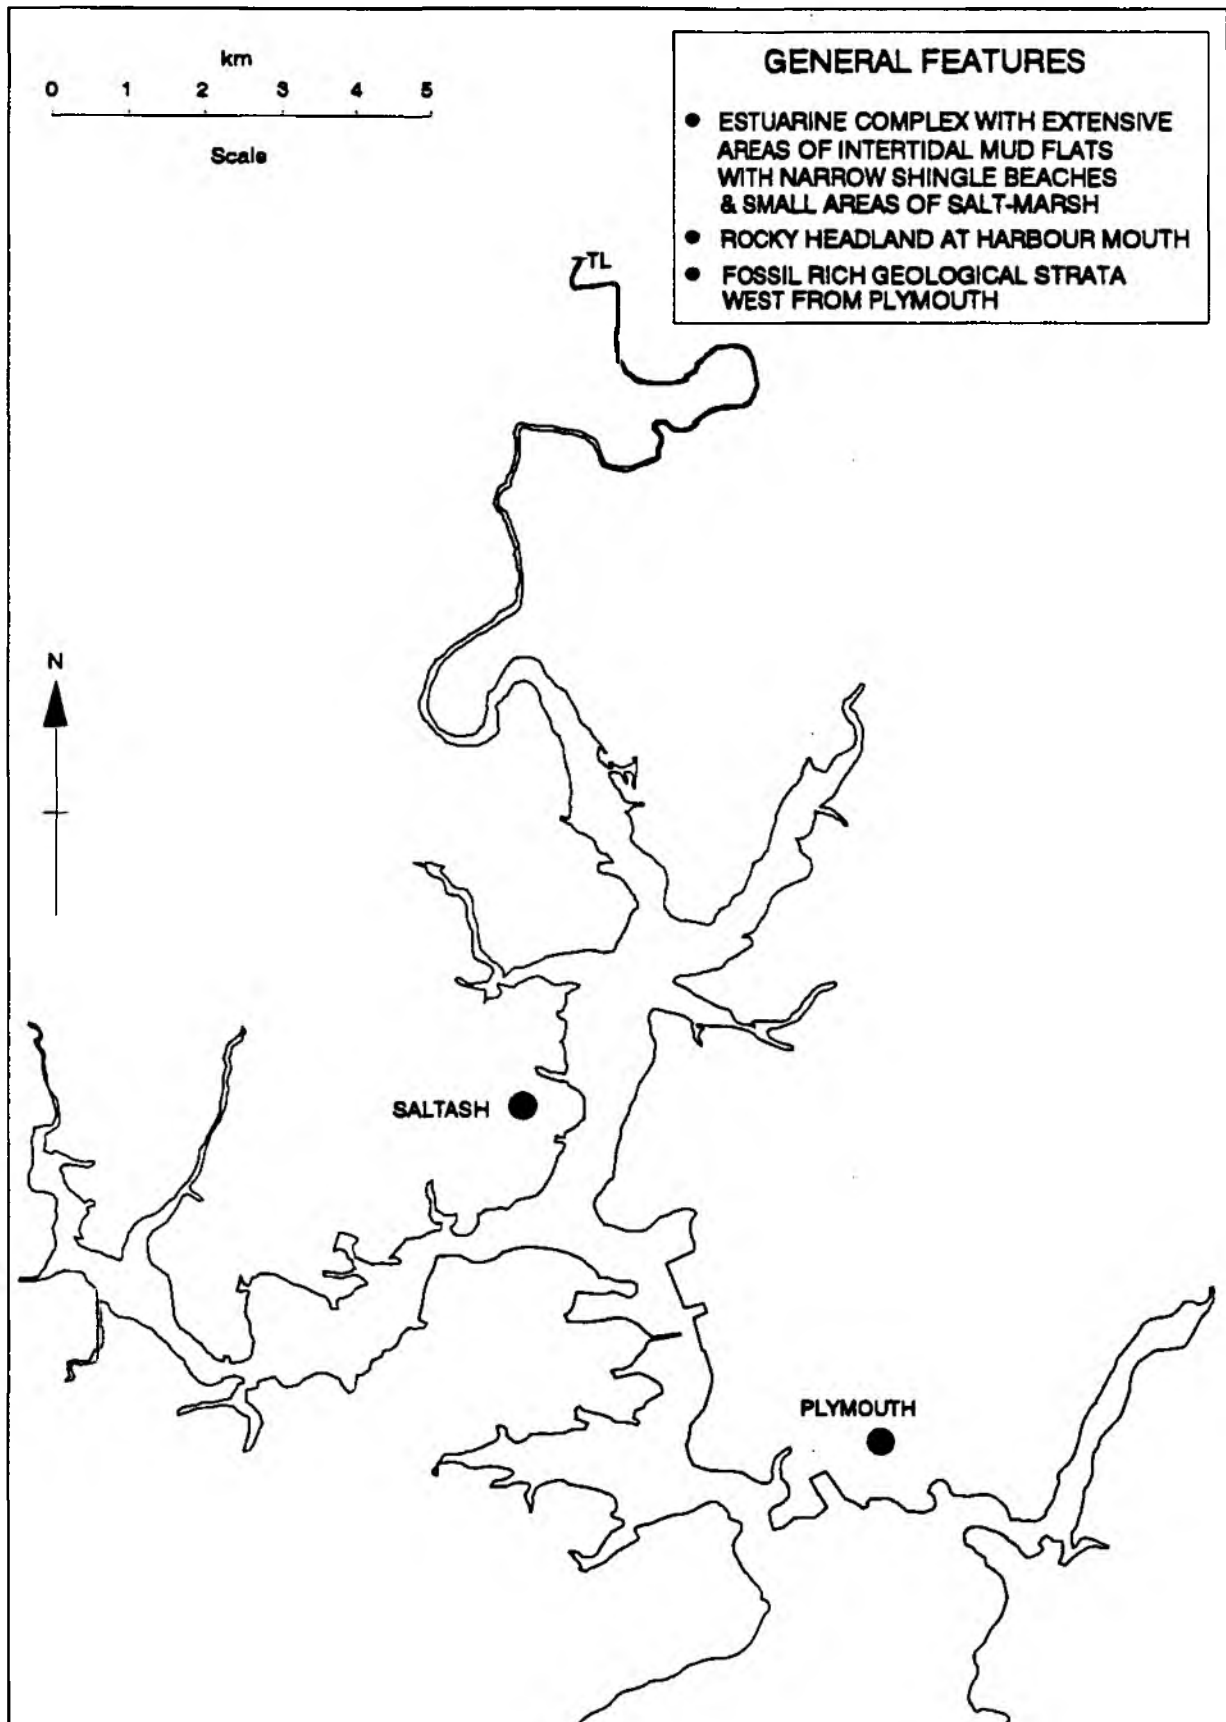 km
0 1 2 3 4 5
Scale
GENERAL FEATURES
● ESTUARINE COMPLEX WITH EXTENSIVE
AREAS OF INTERTIDAL MUD FLATS
WITH NARROW SHINGLE BEACHES
& SMALL AREAS OF SALT-MARSH
● ROCKY HEADLAND AT HARBOUR MOUTH
● FOSSIL RICH GEOLOGICAL STRATA
WEST FROM PLYMOUTH
TL
N
SALTASH
PLYMOUTH